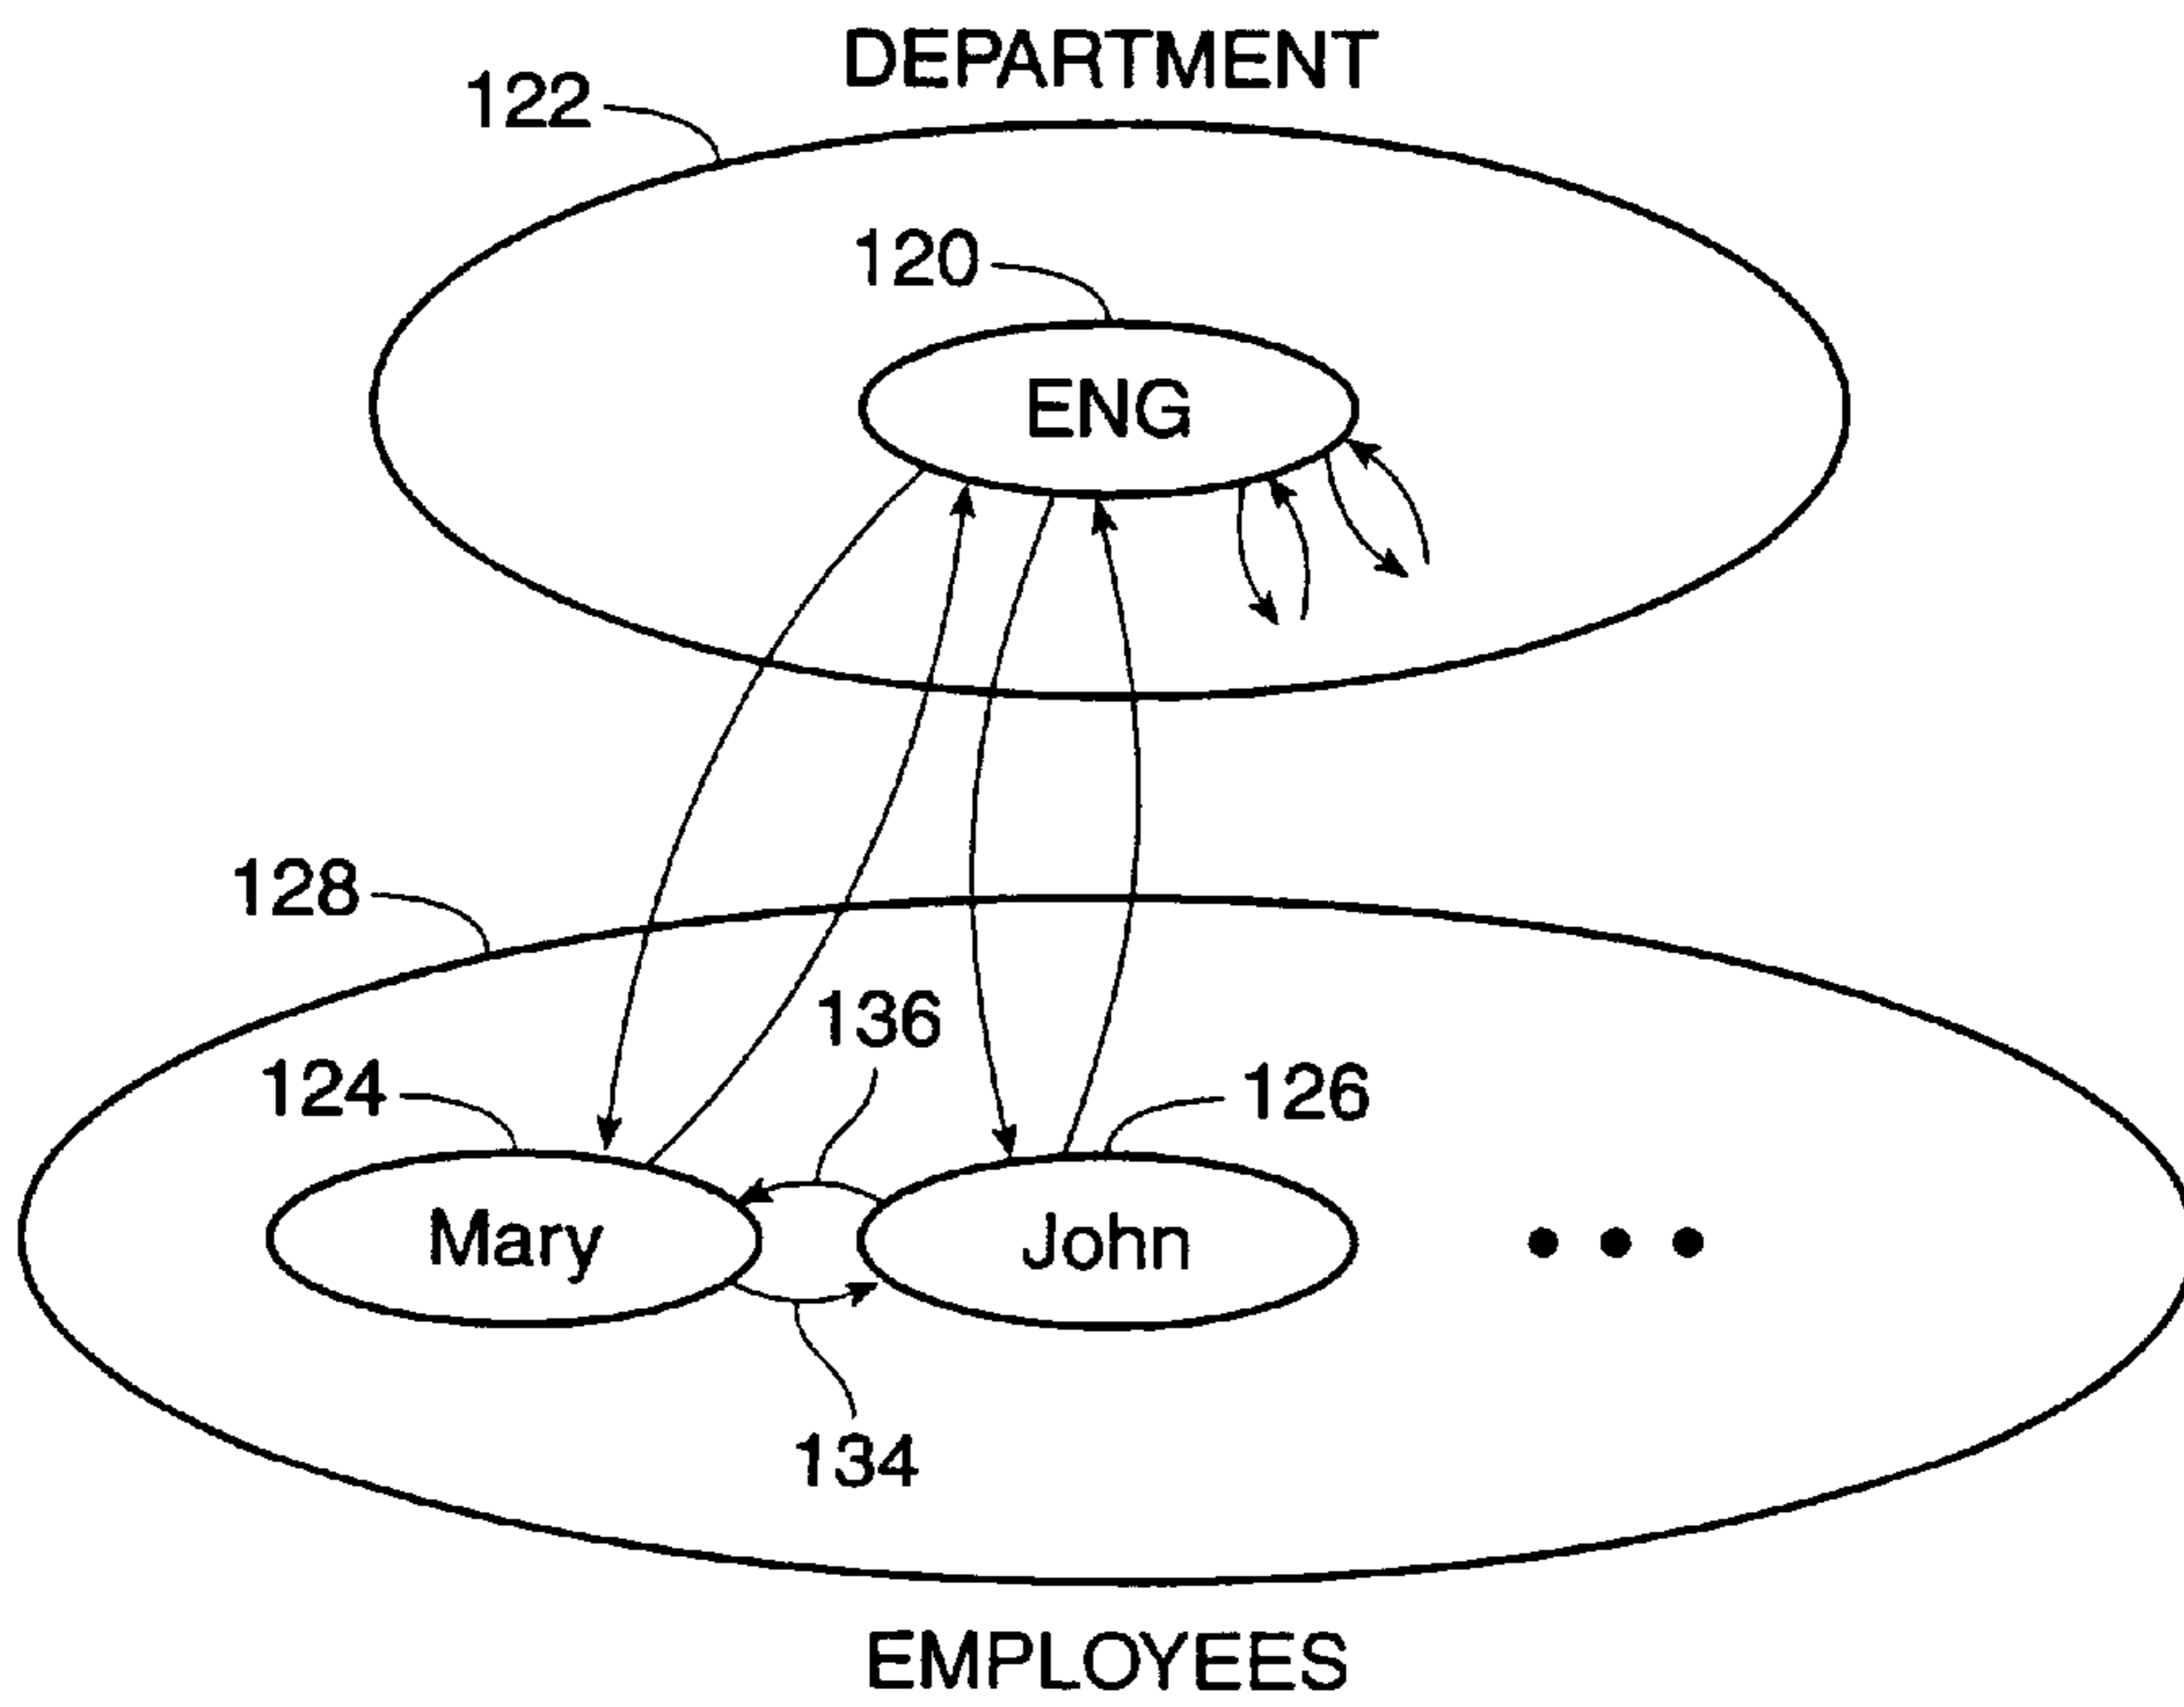 DEPARTMENT
122
120
ENG
128
136
124
126
Mary
John
134
EMPLOYEES